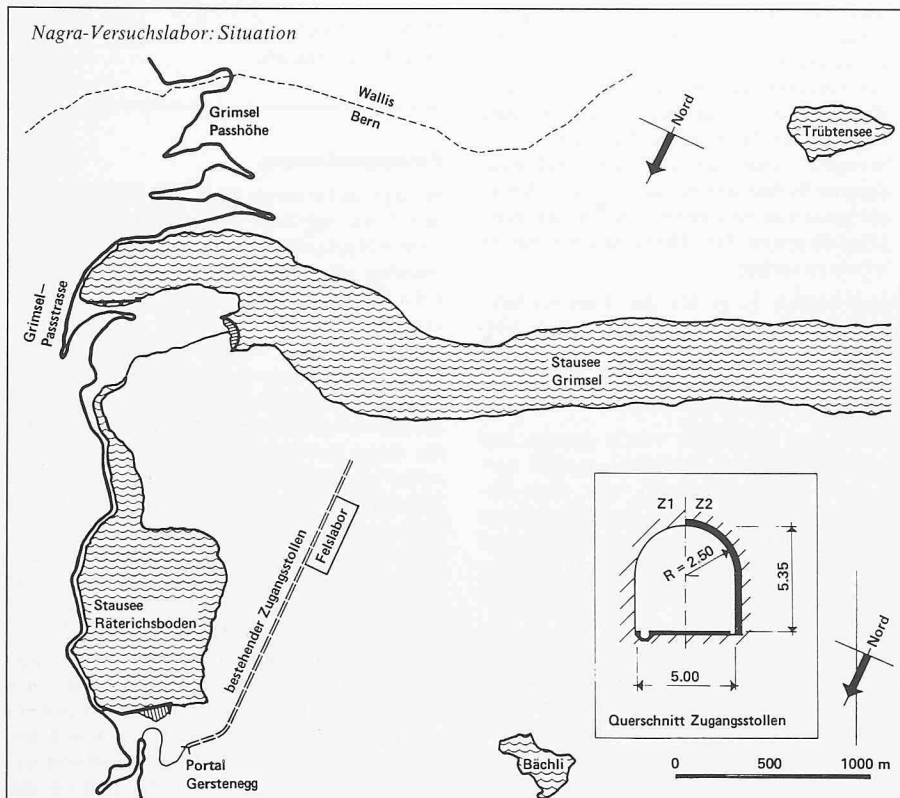 Nagra-Versuchslabor: Situation
Wallis
Bern
Grimsel
Passhöhe
Nord
Trübtensee
Grimsel–
Passstrasse
Stausee
Grimsel
Z1 Z2
R = 2.50
5.35
5.00
Querschnitt Zugangsstollen
bestehender Zugangsstollen
Felslabor
Stausee
Räterichsboden
Nord
Portal
Gerstenegg
Bächli
0 500 1000 m